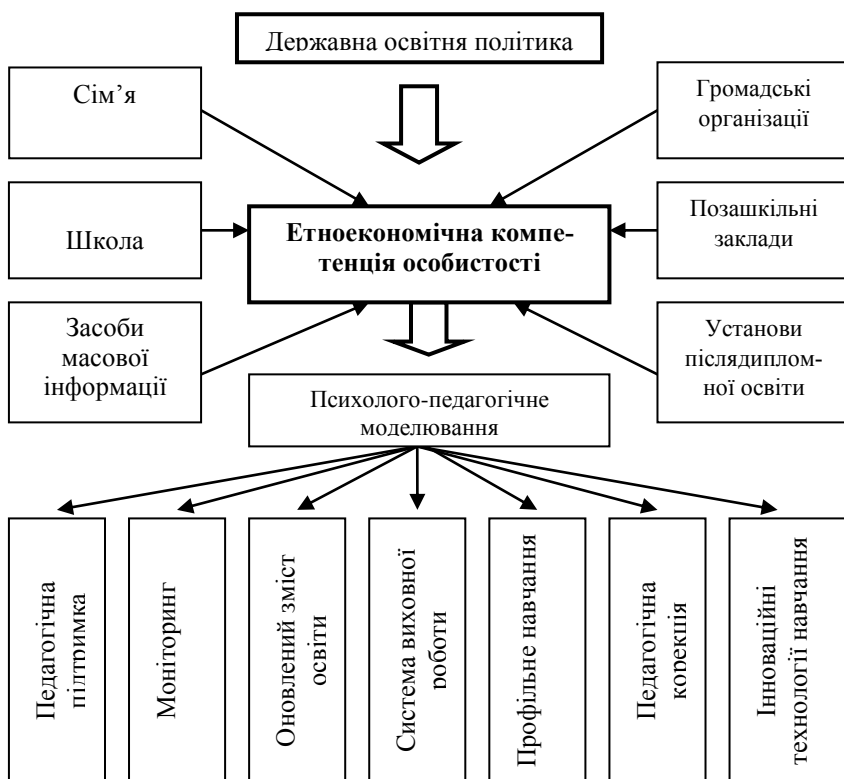 Державна освітня політика
Сім’я
Громадські
організації
Школа
Етноекономічна компе-
тенція особистості
Позашкільні
заклади
Засоби
масової
інформації
Установи
післядиплом-
ної освіти
Психолого-педагогічне
моделювання
Педагогічна
підтримка
Моніторинг
Оновлений зміст
освіти
Система виховної
роботи
Профільне навчання
Педагогічна
корекція
Інноваційні
технології навчання